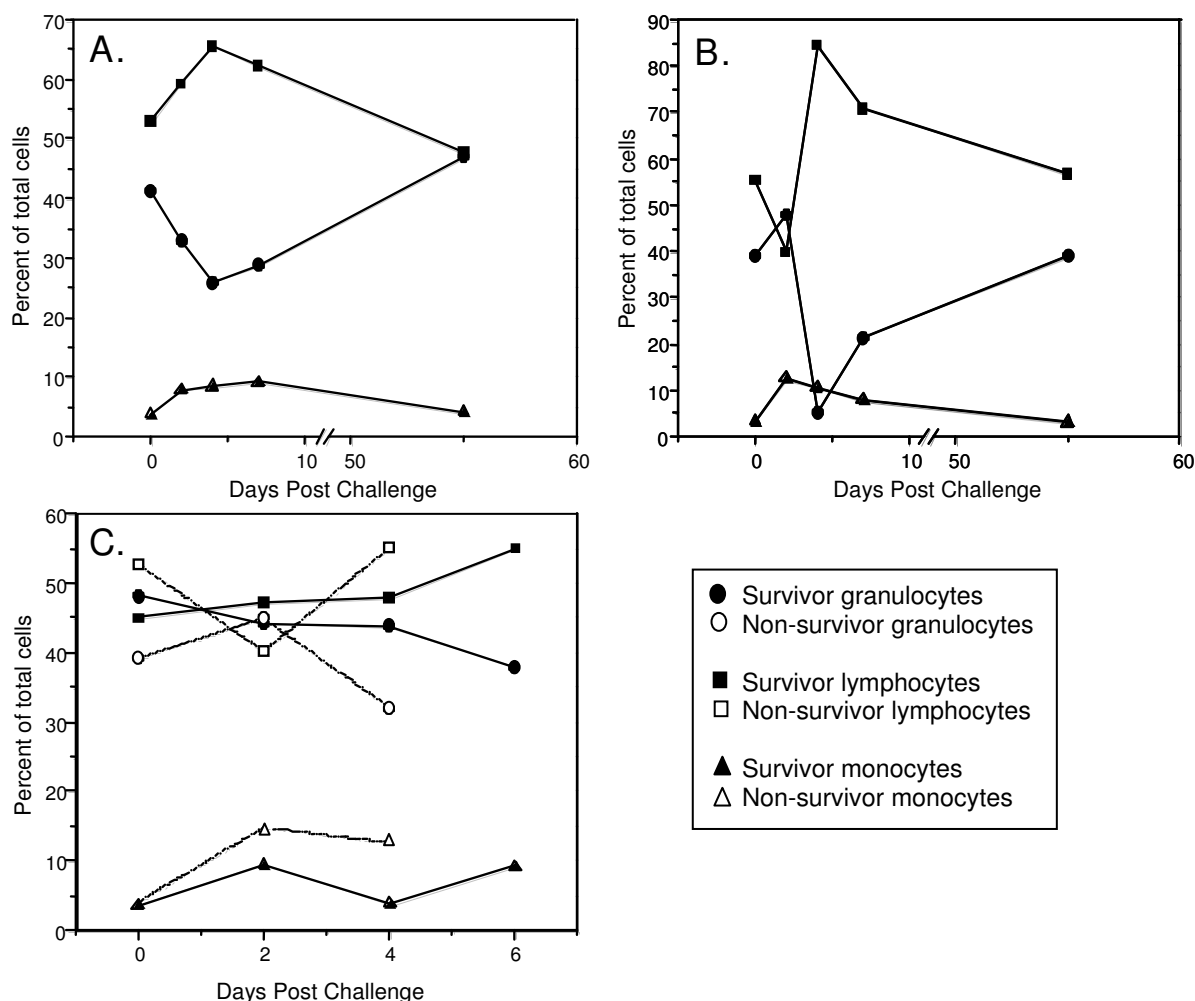 A.
70
60
50
40
30
20
10
0
Percent of total cells
0 10 50 60
Days Post Challenge
B.
90
80
70
60
50
40
30
20
10
0
Percent of total cells
0 10 50 60
Days Post Challenge
C.
60
50
40
30
20
10
0
Percent of total cells
0 2 4 6
Days Post Challenge
Survivor granulocytes
Non-survivor granulocytes
Survivor lymphocytes
Non-survivor lymphocytes
Survivor monocytes
Non-survivor monocytes